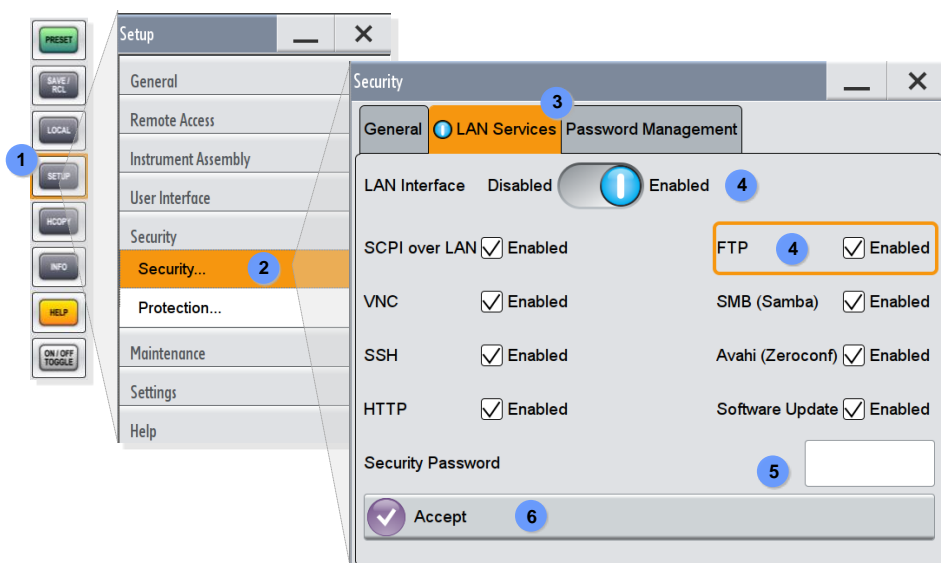 PRESET
SAVE /
RCL
LOCAL
1
SETUP
HCOPY
INFO
HELP
ON / OFF
TOGGLE
Setup
General
Remote Access
Instrument Assembly
User Interface
Security
Security... 2
Protection...
Maintenance
Settings
Help
Security
3
General LAN Services Password Management
LAN Interface Disabled Enabled 4
SCPI over LAN Enabled FTP 4 Enabled
VNC Enabled SMB (Samba) Enabled
SSH Enabled Avahi (Zeroconf) Enabled
HTTP Enabled Software Update Enabled
Security Password 5
Accept 6